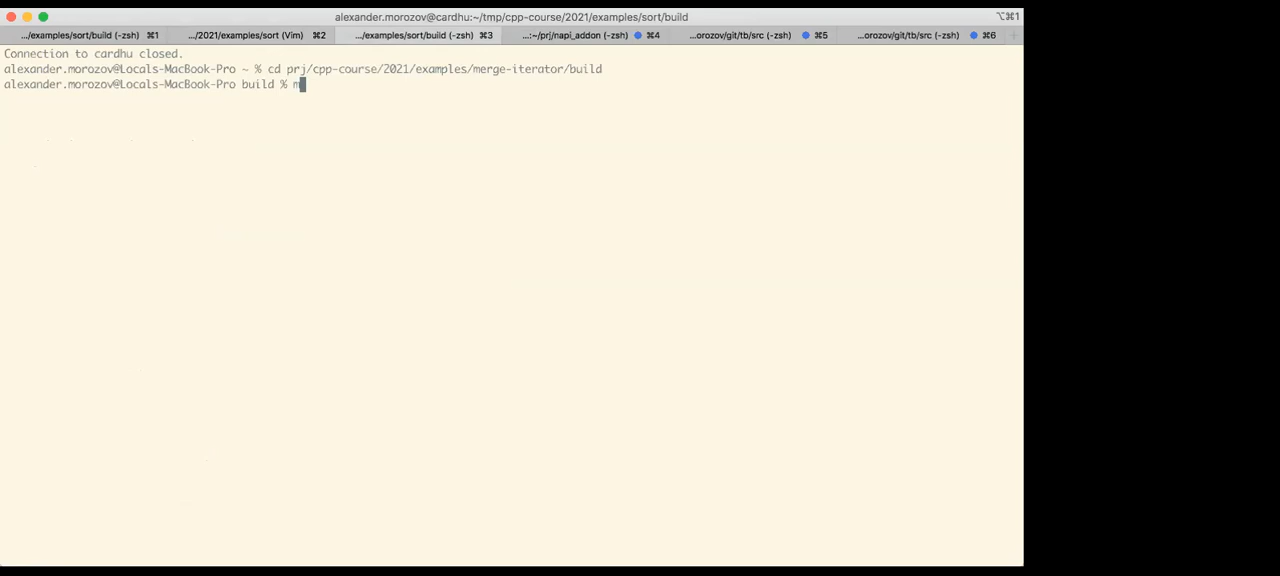 alexander.morozov@cardhu:~/tmp/cpp-course/2021/examples/sort/build ⌥⌘1
.../examples/sort/build (-zsh) ⌘1 .../2021/examples/sort (Vim) ⌘2 .../examples/sort/build (-zsh) ⌘3 ...:~/prj/napi_addon (-zsh) ⌘4 ...orozov/git/tb/src (-zsh) ⌘5 ...orozov/git/tb/src (-zsh) ⌘6 +
Connection to cardhu closed.
alexander.morozov@Locals-MacBook-Pro ~ % cd prj/cpp-course/2021/examples/merge-iterator/build
alexander.morozov@Locals-MacBook-Pro build % m